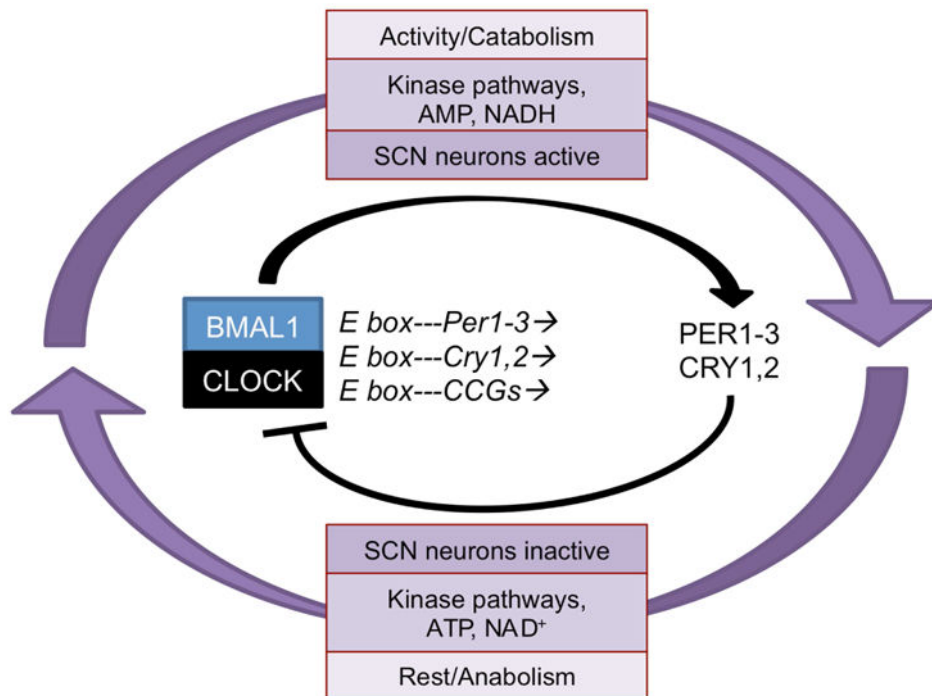 Activity/Catabolism
Kinase pathways,
AMP, NADH
SCN neurons active
BMAL1
CLOCK
E box---Per1-3→
E box---Cry1,2→
E box---CCGs→
PER1-3
CRY1,2
SCN neurons inactive
Kinase pathways,
ATP, NAD⁺
Rest/Anabolism